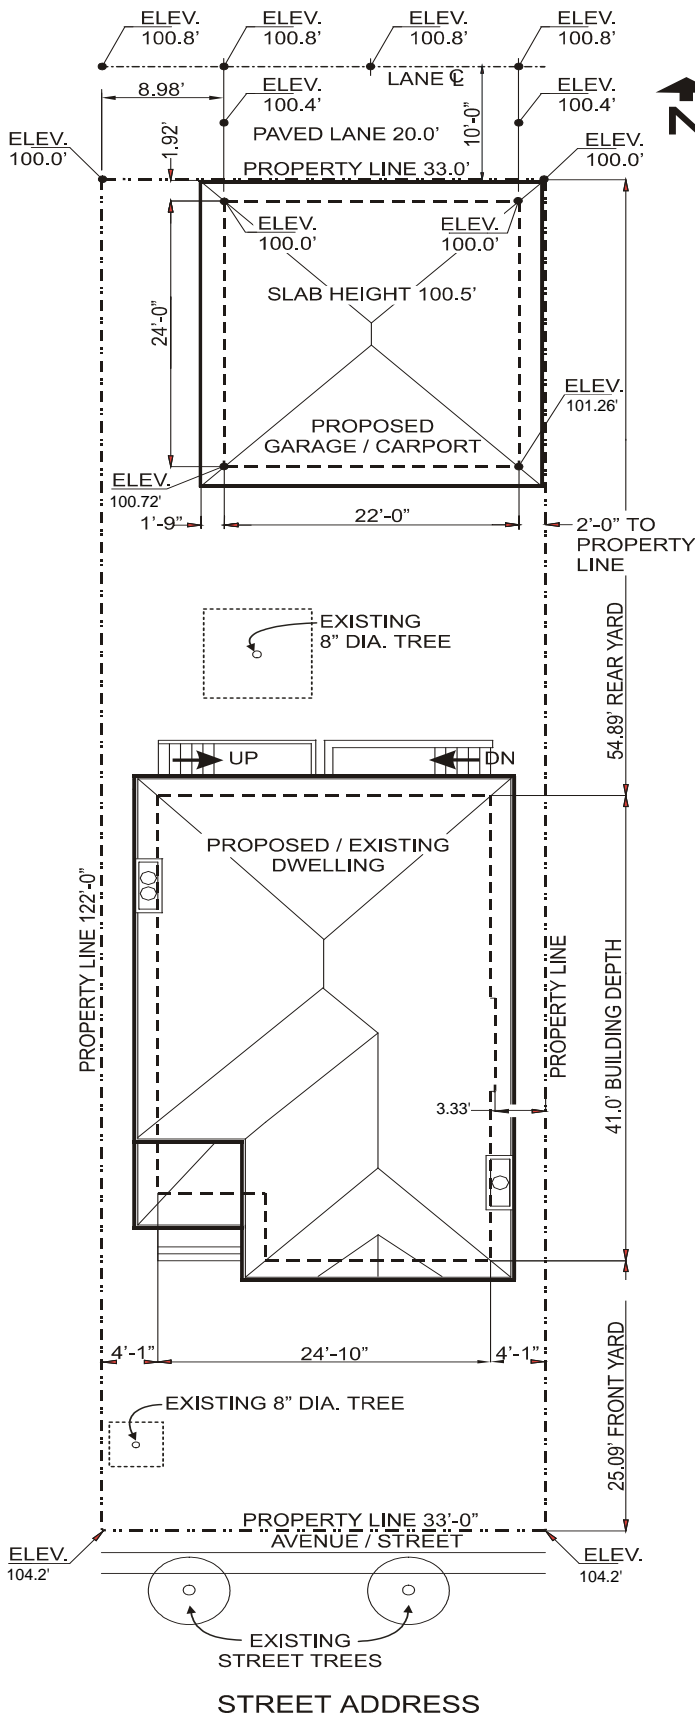 ELEV.
100.8'
ELEV.
100.8'
ELEV.
100.8'
ELEV.
100.8'
LANE ℄
8.98'
ELEV.
100.4'
ELEV.
100.4'
10'-0"
N
1.92'
PAVED LANE 20.0'
ELEV.
100.0'
ELEV.
100.0'
PROPERTY LINE 33.0'
ELEV.
100.0'
ELEV.
100.0'
SLAB HEIGHT 100.5'
24'-0"
PROPOSED
GARAGE / CARPORT
ELEV.
101.26'
ELEV.
100.72'
1'-9"
22'-0"
2'-0" TO
PROPERTY
LINE
EXISTING
8" DIA. TREE
54.89' REAR YARD
UP
DN
PROPOSED / EXISTING
DWELLING
PROPERTY LINE 122'-0"
PROPERTY LINE
41.0' BUILDING DEPTH
3.33'
4'-1"
24'-10"
4'-1"
25.09' FRONT YARD
EXISTING 8" DIA. TREE
PROPERTY LINE 33'-0"
AVENUE / STREET
ELEV.
104.2'
ELEV.
104.2'
EXISTING
STREET TREES
STREET ADDRESS